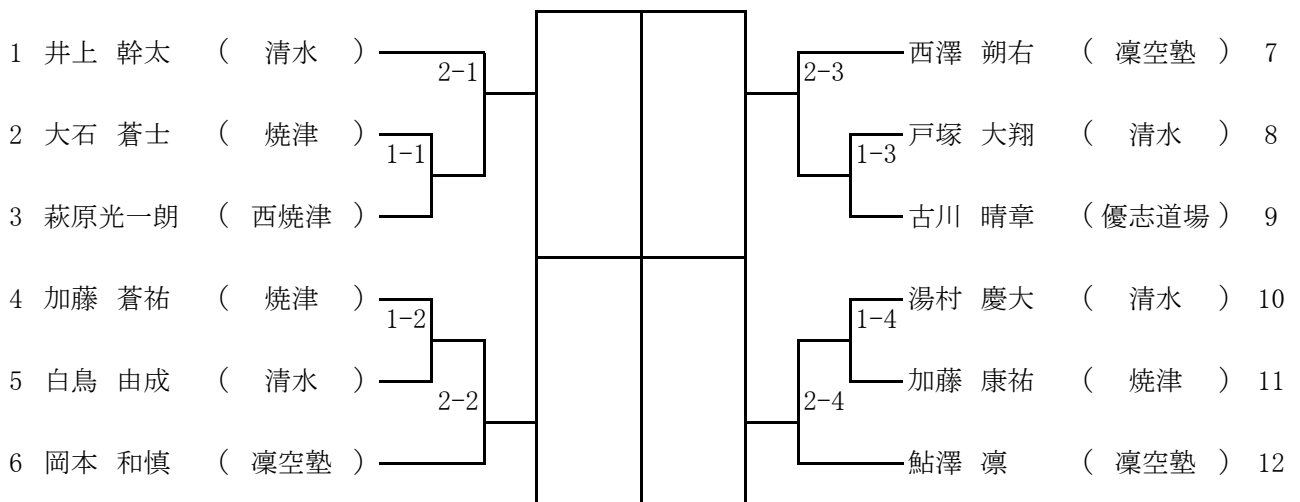 1 井上 幹太 ( 清水 ) 西澤 朔右 ( 凜空塾 ) 7
2-1 2-3
2 大石 蒼士 ( 焼津 ) 戸塚 大翔 ( 清水 ) 8
1-1 1-3
3 萩原光一朗 ( 西焼津 ) 古川 晴章 (優志道場) 9
4 加藤 蒼祐 ( 焼津 ) 湯村 慶大 ( 清水 ) 10
1-2 1-4
5 白鳥 由成 ( 清水 ) 加藤 康祐 ( 焼津 ) 11
2-2 2-4
6 岡本 和慎 ( 凜空塾 ) 鮎澤 凛 ( 凜空塾 ) 12